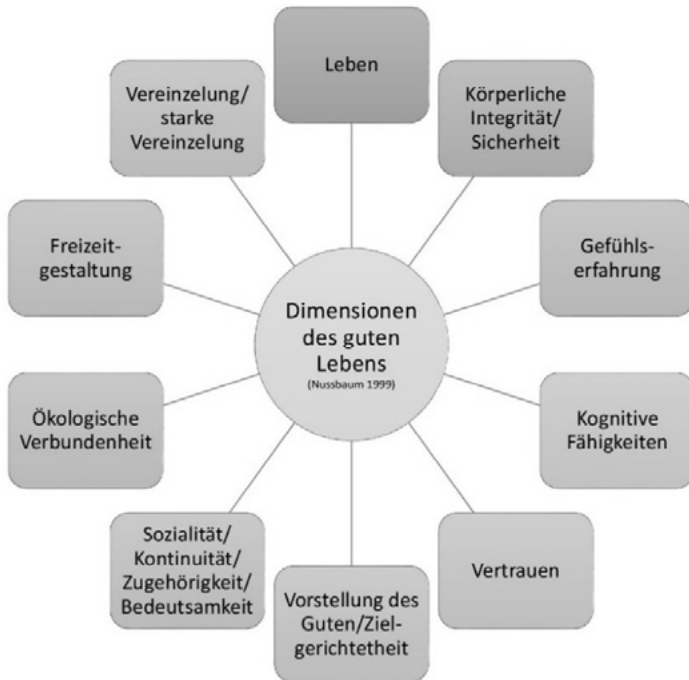 Leben
Körperliche
Integrität/
Sicherheit
Gefühls-
erfahrung
Kognitive
Fähigkeiten
Vertrauen
Vorstellung des
Guten/Ziel-
gerichtetheit
Sozialität/
Kontinuität/
Zugehörigkeit/
Bedeutsamkeit
Ökologische
Verbundenheit
Freizeit-
gestaltung
Vereinzelung/
starke
Vereinzelung
Dimensionen
des guten
Lebens
(Nussbaum 1999)